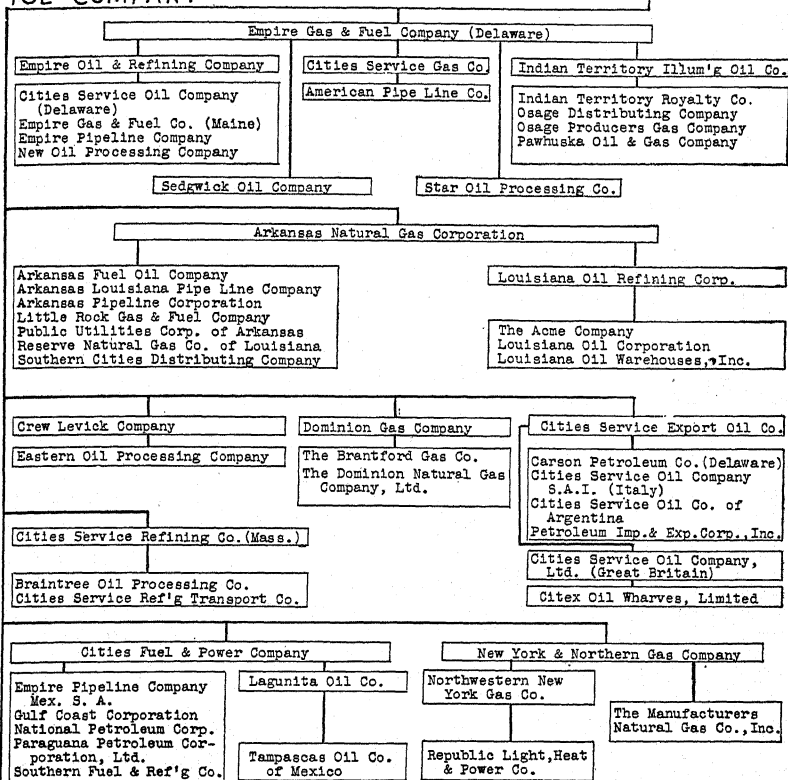 ICE COMPANY
Empire Gas & Fuel Company (Delaware)
Empire Oil & Refining Company
Cities Service Gas Co.
Indian Territory Illum'g Oil Co.
Cities Service Oil Company
(Delaware)
Empire Gas & Fuel Co. (Maine)
Empire Pipeline Company
New Oil Processing Company
American Pipe Line Co.
Indian Territory Royalty Co.
Osage Distributing Company
Osage Producers Gas Company
Pawhuska Oil & Gas Company
Sedgwick Oil Company
Star Oil Processing Co.
Arkansas Natural Gas Corporation
Arkansas Fuel Oil Company
Arkansas Louisiana Pipe Line Company
Arkansas Pipeline Corporation
Little Rock Gas & Fuel Company
Public Utilities Corp. of Arkansas
Reserve Natural Gas Co. of Louisiana
Southern Cities Distributing Company
Louisiana Oil Refining Corp.
The Acme Company
Louisiana Oil Corporation
Louisiana Oil Warehouses, Inc.
Crew Levick Company
Eastern Oil Processing Company
Dominion Gas Company
The Brantford Gas Co.
The Dominion Natural Gas
Company, Ltd.
Cities Service Export Oil Co.
Carson Petroleum Co.(Delaware)
Cities Service Oil Company
S.A.I. (Italy)
Cities Service Oil Co. of
Argentina
Petroleum Imp.& Exp.Corp.,Inc.
Cities Service Refining Co.(Mass.)
Braintree Oil Processing Co.
Cities Service Ref'g Transport Co.
Cities Service Oil Company,
Ltd. (Great Britain)
Citex Oil Wharves, Limited
Cities Fuel & Power Company
New York & Northern Gas Company
Empire Pipeline Company
Mex. S. A.
Gulf Coast Corporation
National Petroleum Corp.
Paraguana Petroleum Cor-
poration, Ltd.
Southern Fuel & Ref'g Co.
Lagunita Oil Co.
Tampascas Oil Co.
of Mexico
Northwestern New
York Gas Co.
Republic Light,Heat
& Power Co.
The Manufacturers
Natural Gas Co.,Inc.